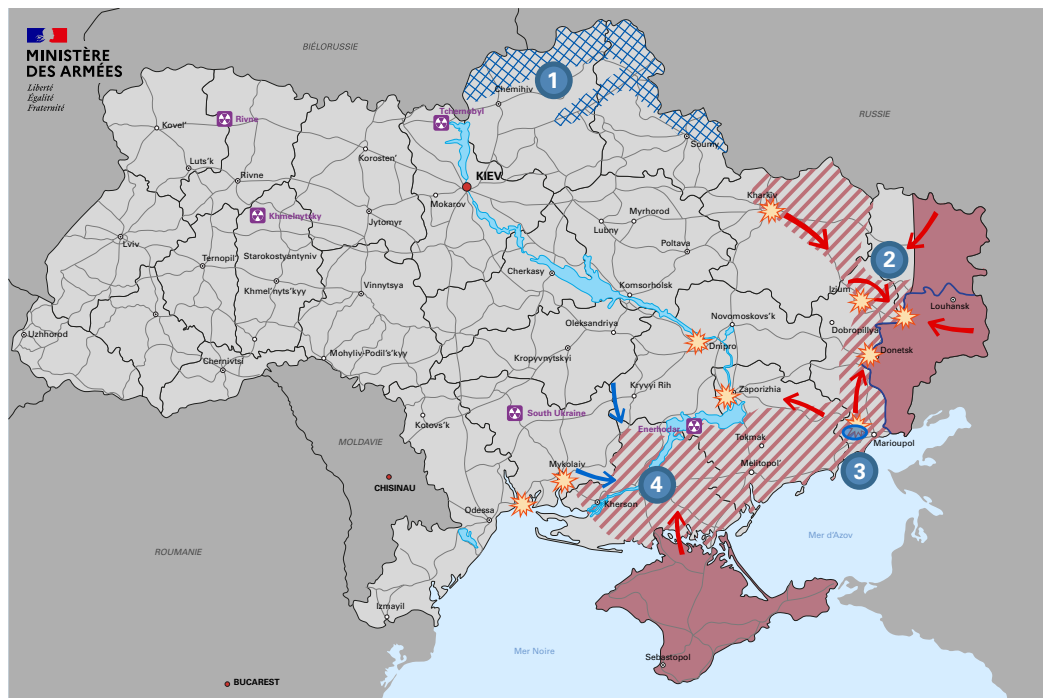 MINISTÈRE
DES ARMÉES
Liberté
Égalité
Fraternité
BIÉLORUSSIE
RUSSIE
1
Chernihiv
Tchernobyl
Rivne
Kovel'
Soumy
Korosten'
Luts'k
Rivne
KIEV
Kharkiv
Mokarov
Khmelnytsky
Jytomyr
Myrhorod
Lubny
Lviv
Poltava
Starokostyantyniv
Ternopil'
2
Cherkasy
Khmel'nyts'kyy
Vinnytsya
Komsomolsk
Izium
Louhansk
Oleksandriya
Novomoskovs'k
Dobropillya
Uzhhorod
Dnipro
Donetsk
Mohyliv-Podil's'kyy
Kropyvnytskyi
Chernivtsi
Kryvyi Rih
Zaporizhia
South Ukraine
Kotovs'k
Enerhodar
Tokmak
Marioupol
MOLDAVIE
Mykolaiv
Melitopol'
3
4
CHISINAU
Kherson
Odessa
Mer d'Azov
ROUMANIE
Izmayil
Mer Noire
Sebastopol
BUCAREST